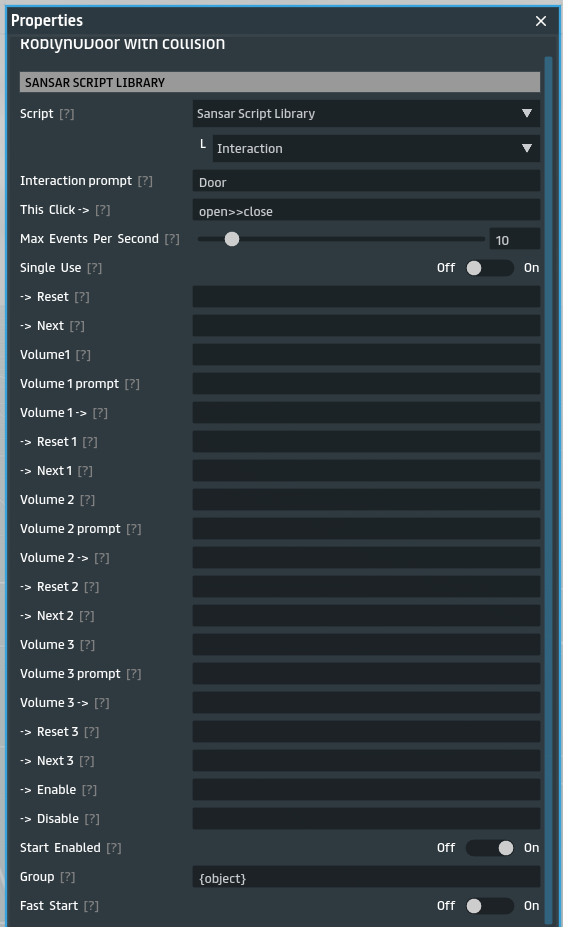 Properties
RoblynUDoor with collision
SANSAR SCRIPT LIBRARY
Script [?] Sansar Script Library
Interaction
Interaction prompt [?] Door
This Click -> [?] open>>close
Max Events Per Second [?] 10
Single Use [?] Off On
-> Reset [?]
-> Next [?]
Volume1 [?]
Volume 1 prompt [?]
Volume 1 -> [?]
-> Reset 1 [?]
-> Next 1 [?]
Volume 2 [?]
Volume 2 prompt [?]
Volume 2 -> [?]
-> Reset 2 [?]
-> Next 2 [?]
Volume 3 [?]
Volume 3 prompt [?]
Volume 3 -> [?]
-> Reset 3 [?]
-> Next 3 [?]
-> Enable [?]
-> Disable [?]
Start Enabled [?] Off On
Group [?] {object}
Fast Start [?] Off On